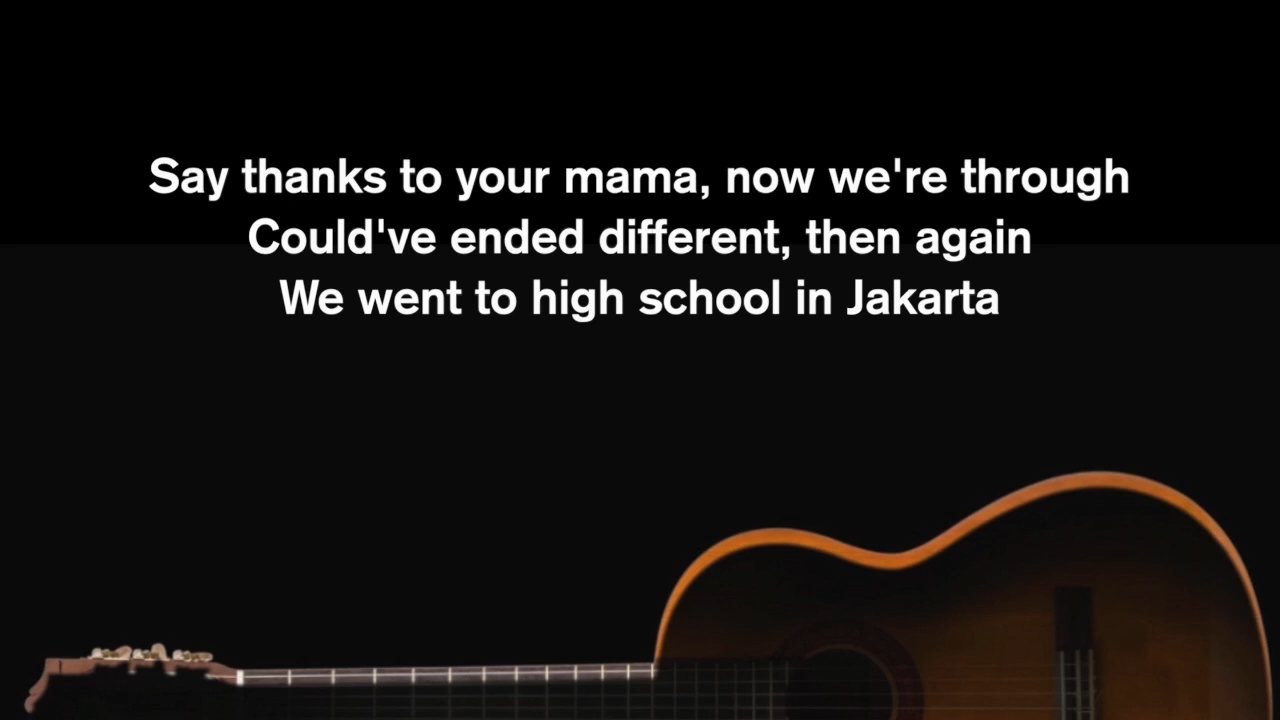 Say thanks to your mama, now we're through
Could've ended different, then again
We went to high school in Jakarta